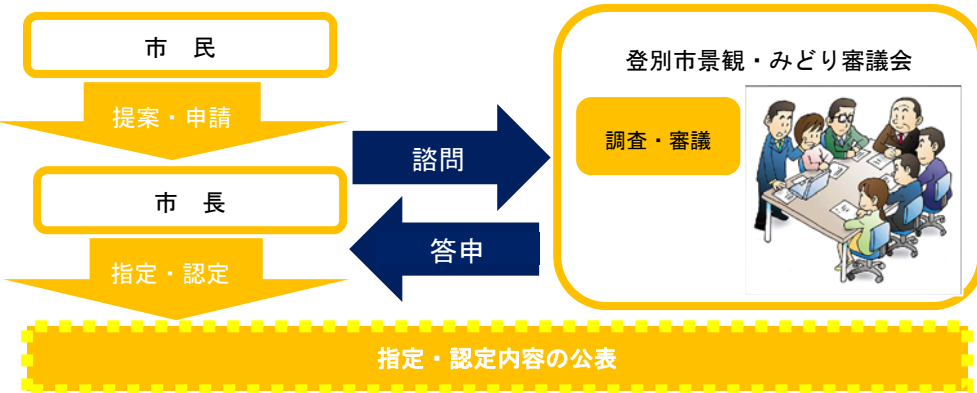 市　民
提案・申請
市　長
指定・認定
諮問
答申
登別市景観・みどり審議会
調査・審議
指定・認定内容の公表